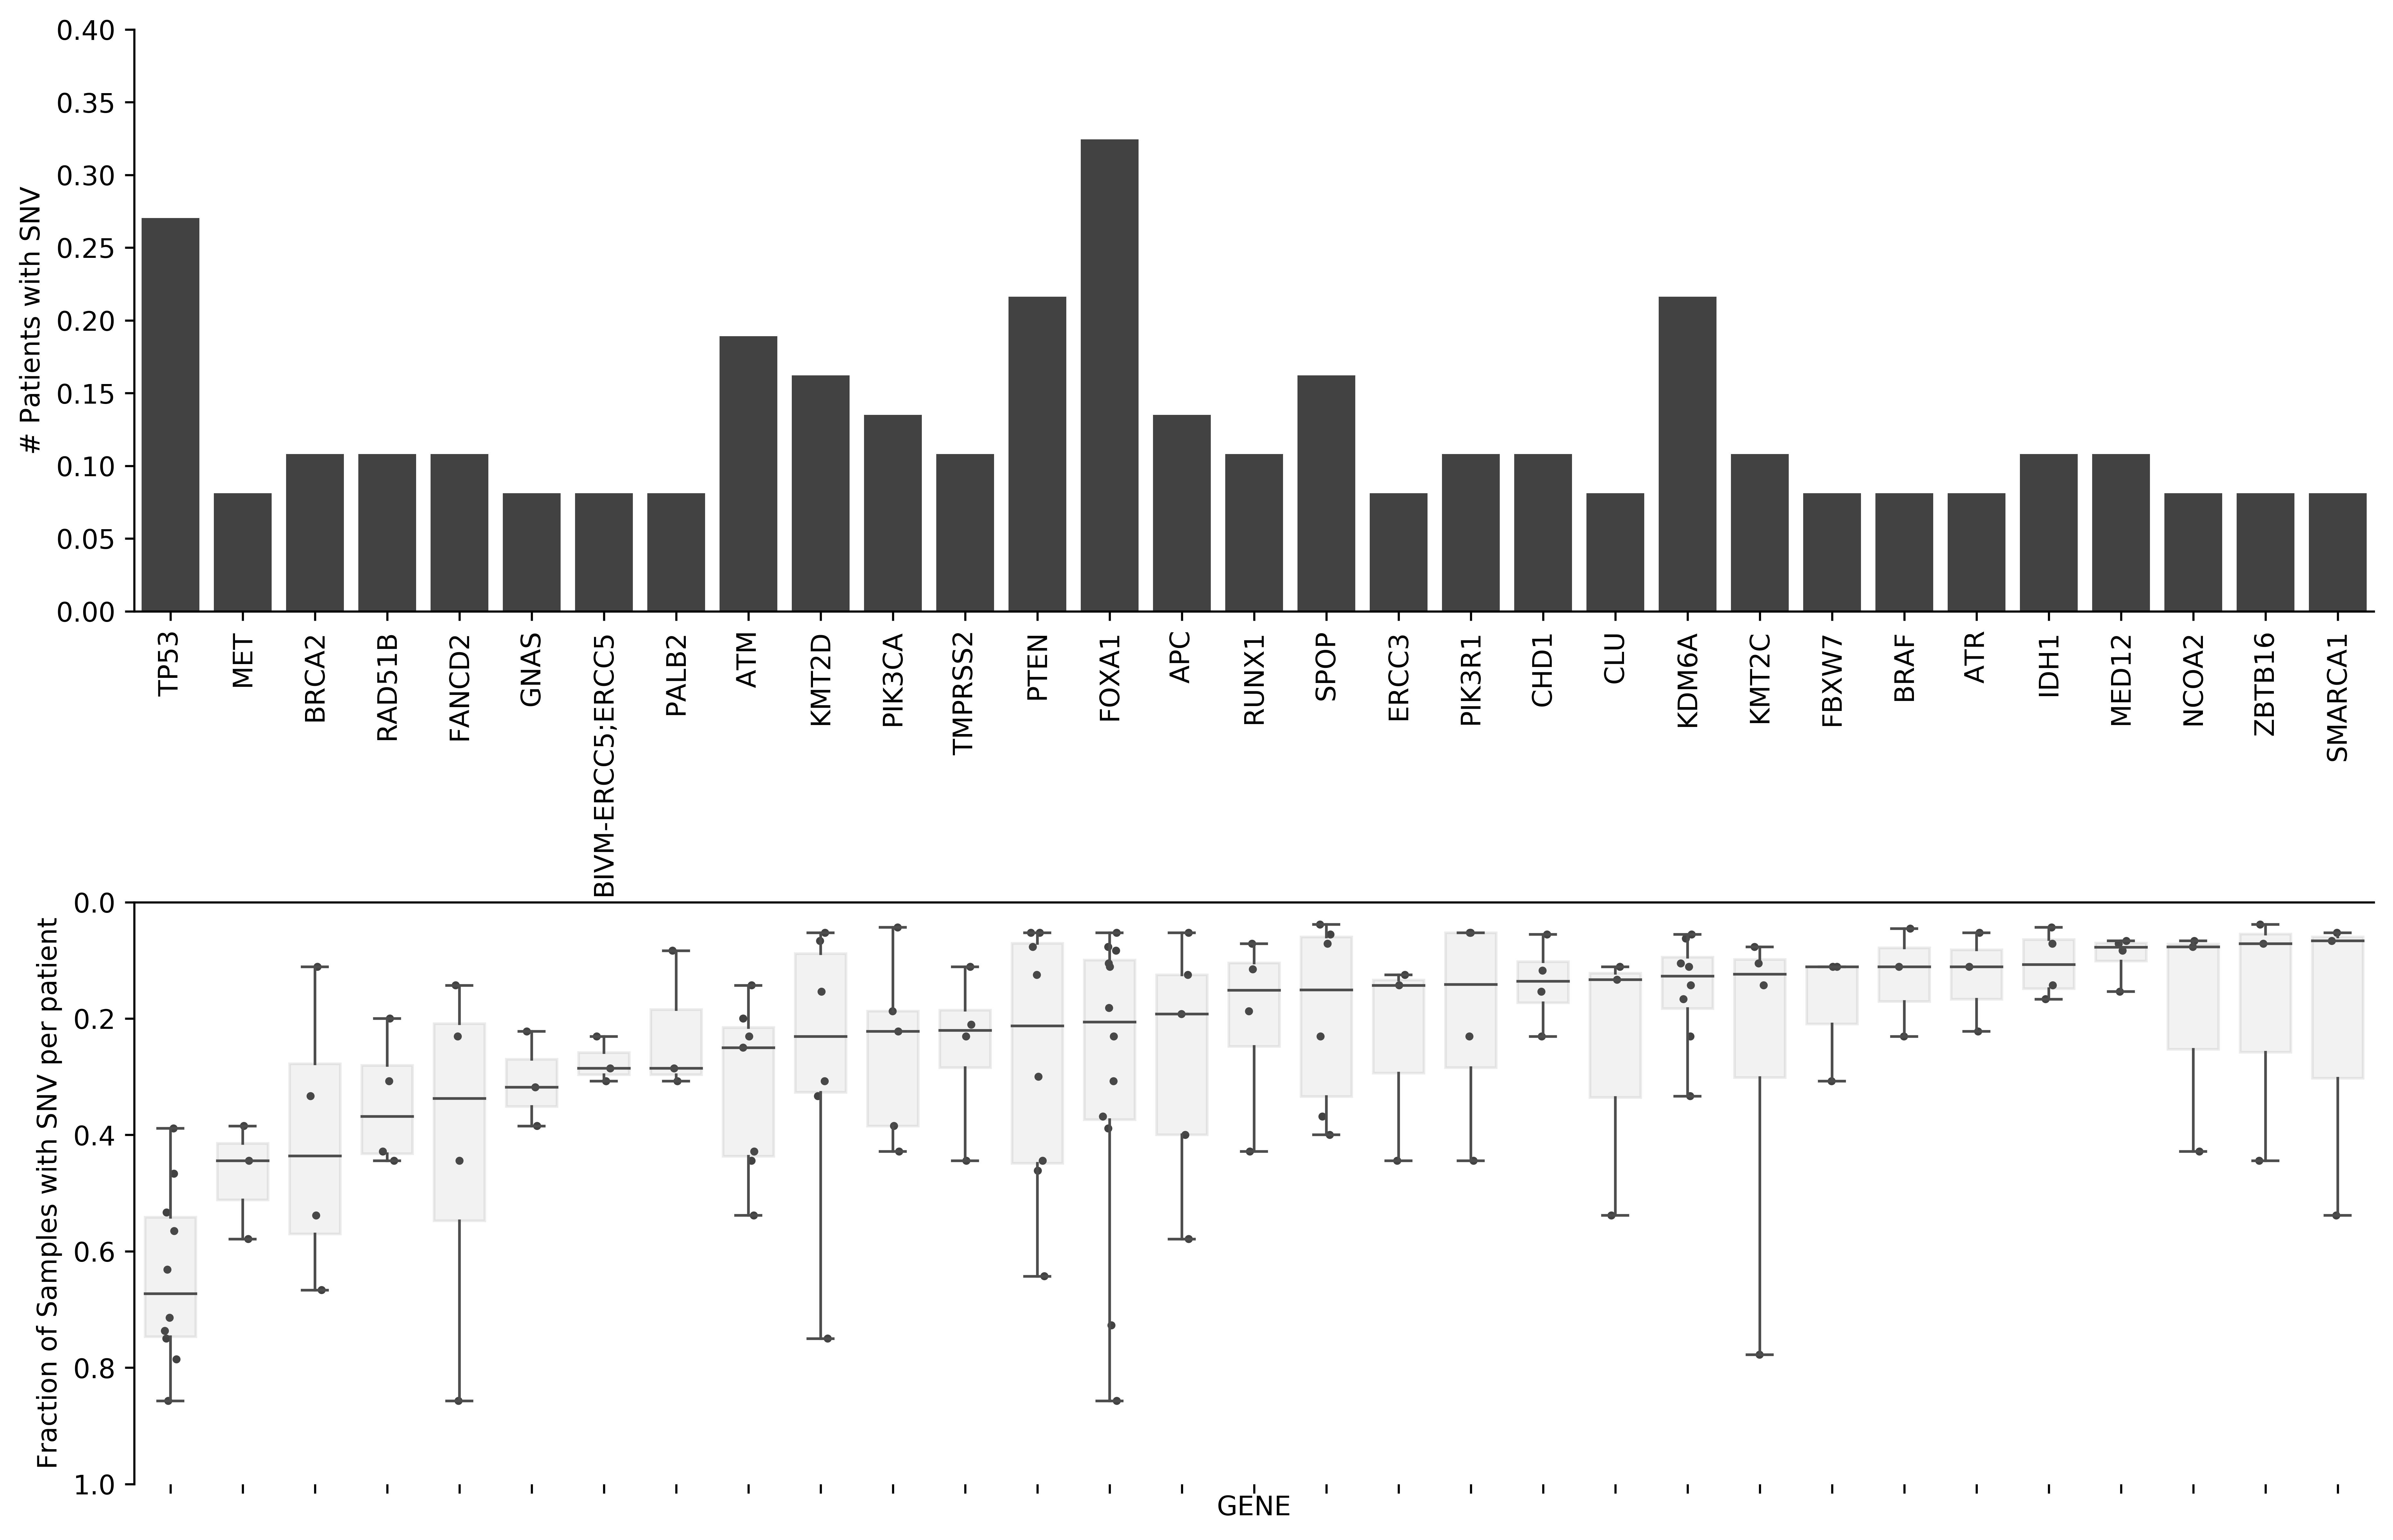 # Patients with SNV
0.40
0.35
0.30
0.25
0.20
0.15
0.10
0.05
0.00
TP53
MET
BRCA2
RAD51B
FANCD2
GNAS
BIVM-ERCC5;ERCC5
PALB2
ATM
KMT2D
PIK3CA
TMPRSS2
PTEN
FOXA1
APC
RUNX1
SPOP
ERCC3
PIK3R1
CHD1
CLU
KDM6A
KMT2C
FBXW7
BRAF
ATR
IDH1
MED12
NCOA2
ZBTB16
SMARCA1
Fraction of Samples with SNV per patient
0.0
0.2
0.4
0.6
0.8
1.0
GENE